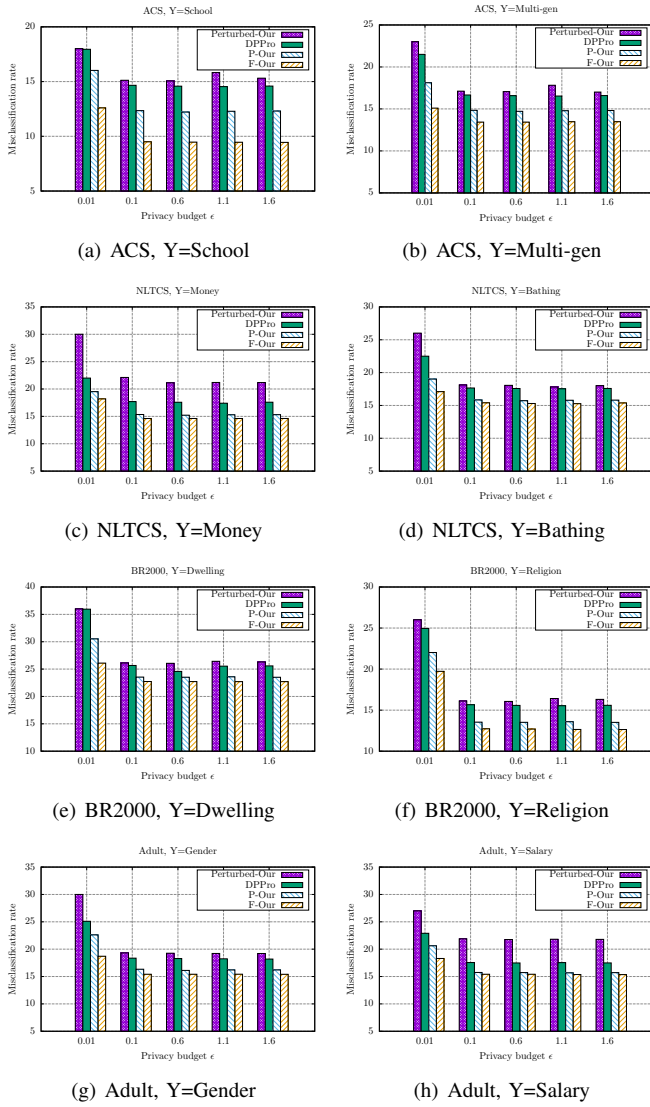 ACS, Y=School
Misclassification rate
25
20
15
10
5
Perturbed-Our
DPPro
P-Our
F-Our
0.01 0.1 0.6 1.1 1.6
Privacy budget ϵ
(a) ACS, Y=School
ACS, Y=Multi-gen
Misclassification rate
25
20
15
10
5
Perturbed-Our
DPPro
P-Our
F-Our
0.01 0.1 0.6 1.1 1.6
Privacy budget ϵ
(b) ACS, Y=Multi-gen
NLTCS, Y=Money
Misclassification rate
35
30
25
20
15
10
5
Perturbed-Our
DPPro
P-Our
F-Our
0.01 0.1 0.6 1.1 1.6
Privacy budget ϵ
(c) NLTCS, Y=Money
NLTCS, Y=Bathing
Misclassification rate
30
25
20
15
10
5
Perturbed-Our
DPPro
P-Our
F-Our
0.01 0.1 0.6 1.1 1.6
Privacy budget ϵ
(d) NLTCS, Y=Bathing
BR2000, Y=Dwelling
Misclassification rate
40
35
30
25
20
15
10
Perturbed-Our
DPPro
P-Our
F-Our
0.01 0.1 0.6 1.1 1.6
Privacy budget ϵ
(e) BR2000, Y=Dwelling
BR2000, Y=Religion
Misclassification rate
30
25
20
15
10
Perturbed-Our
DPPro
P-Our
F-Our
0.01 0.1 0.6 1.1 1.6
Privacy budget ϵ
(f) BR2000, Y=Religion
Adult, Y=Gender
Misclassification rate
35
30
25
20
15
10
5
Perturbed-Our
DPPro
P-Our
F-Our
0.01 0.1 0.6 1.1 1.6
Privacy budget ϵ
(g) Adult, Y=Gender
Adult, Y=Salary
Misclassification rate
35
30
25
20
15
10
5
Perturbed-Our
DPPro
P-Our
F-Our
0.01 0.1 0.6 1.1 1.6
Privacy budget ϵ
(h) Adult, Y=Salary